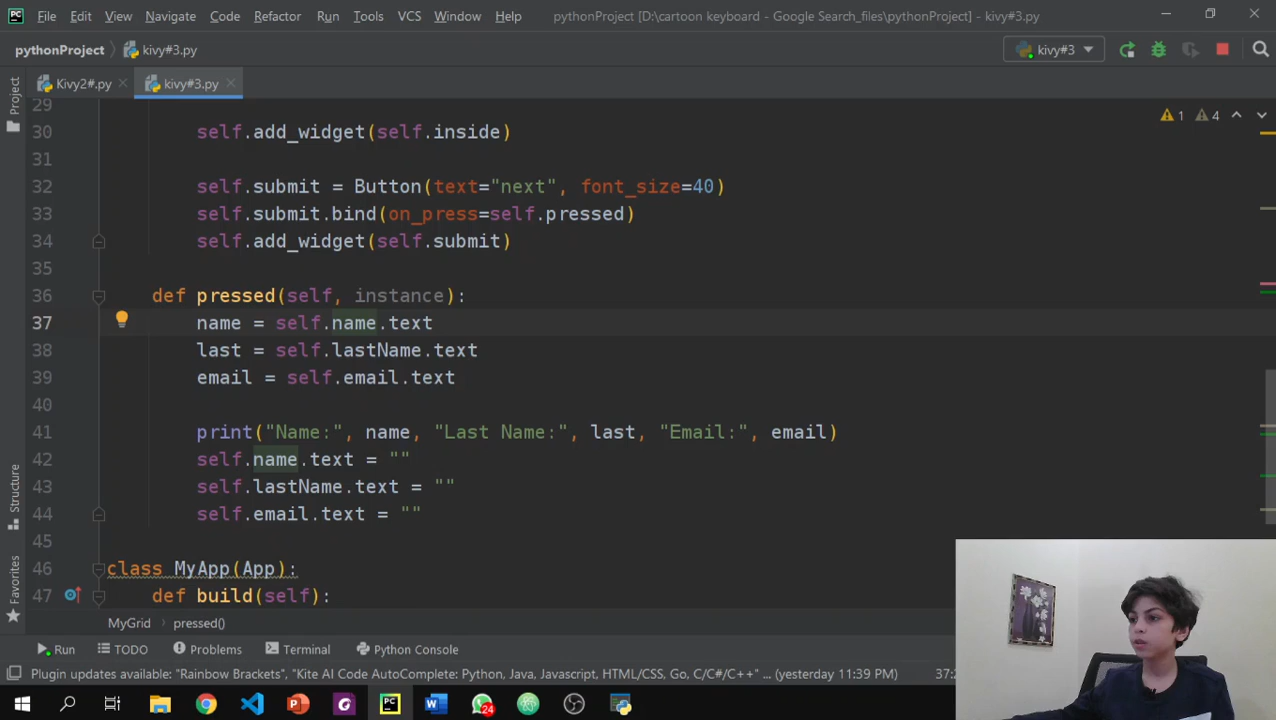 File Edit View Navigate Code Refactor Run Tools VCS Window Help pythonProject [D:\cartoon keyboard - Google Search_files\pythonProject] - kivy#3.py
pythonProject kivy#3.py kivy#3
Kivy2#.py kivy#3.py
Project
Structure
Favorites
1 4
29
30 self.add_widget(self.inside)
31
32 self.submit = Button(text="next", font_size=40)
33 self.submit.bind(on_press=self.pressed)
34 self.add_widget(self.submit)
35
36 def pressed(self, instance):
37 name = self.name.text
38 last = self.lastName.text
39 email = self.email.text
40
41 print("Name:", name, "Last Name:", last, "Email:", email)
42 self.name.text = ""
43 self.lastName.text = ""
44 self.email.text = ""
45
46 class MyApp(App):
47 def build(self):
MyGrid pressed()
Run TODO Problems Terminal Python Console
Plugin updates available: "Rainbow Brackets", "Kite AI Code AutoComplete: Python, Java, Javascript, HTML/CSS, Go, C/C#/C++" ... (yesterday 11:39 PM)
24